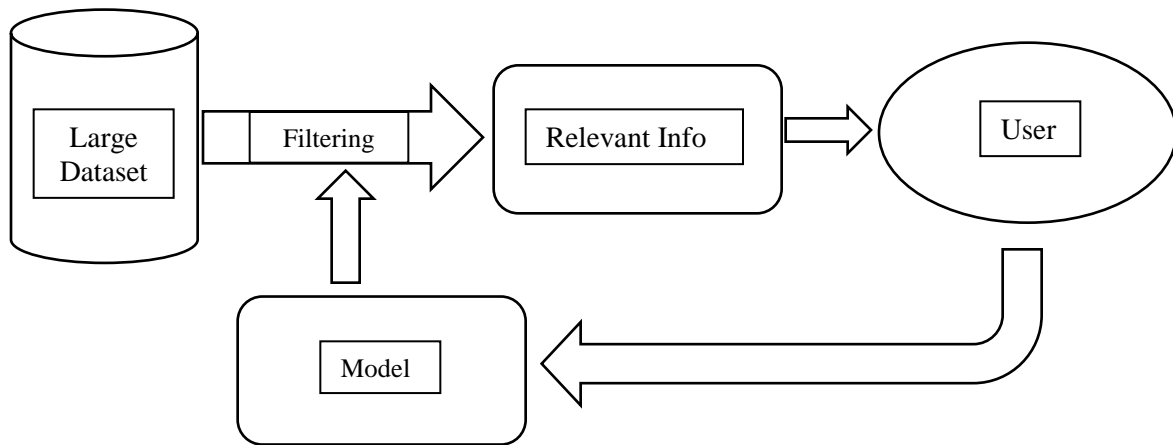 Large
Dataset
Filtering
Relevant Info
User
Model